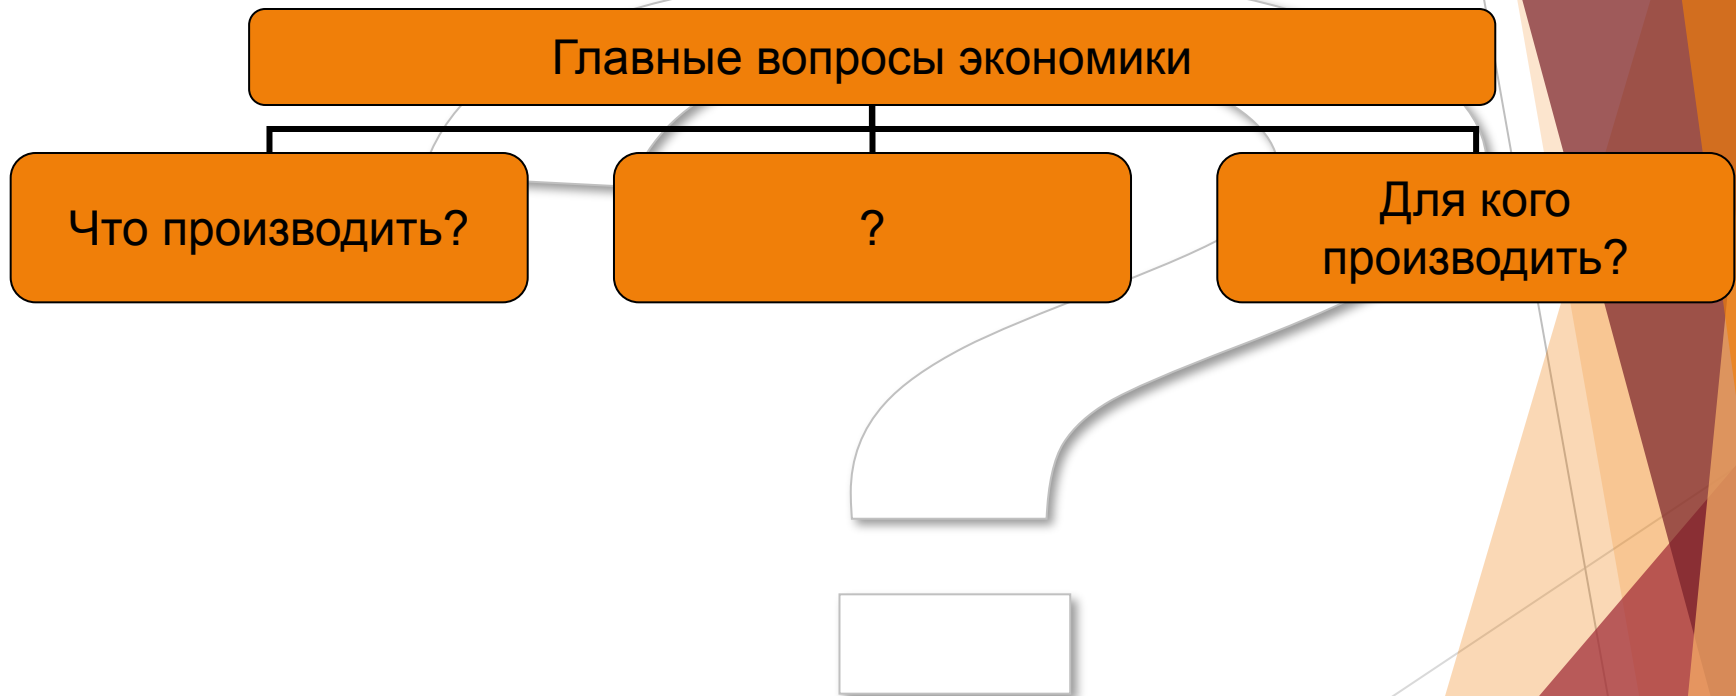 Главные вопросы экономики
Что производить?
?
Для кого
производить?